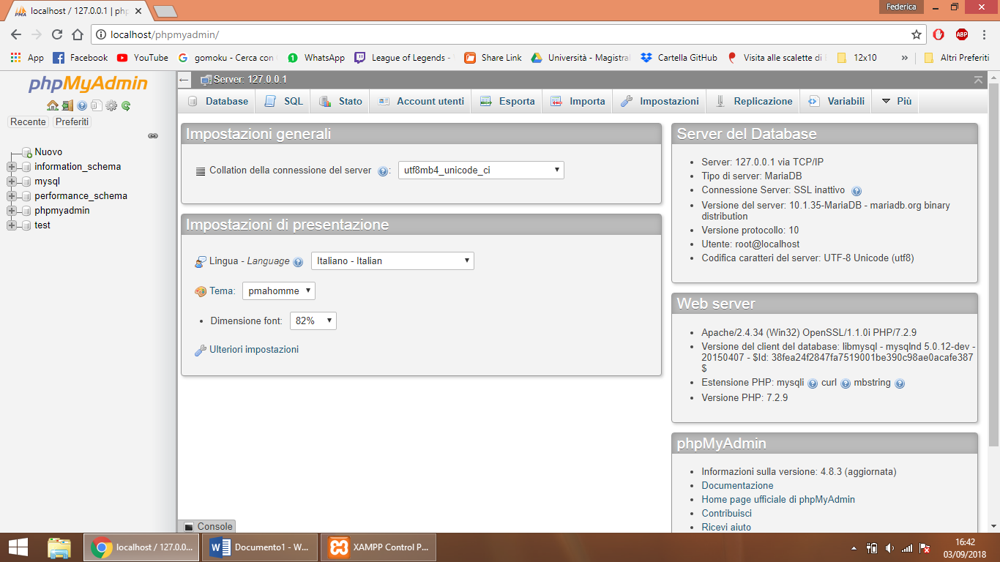 localhost / 127.0.0.1 | ph
Federica
localhost/phpmyadmin/
App
Facebook
YouTube
gomoku - Cerca con
WhatsApp
League of Legends -
Share Link
Università - Magistral
Cartella GitHub
Visita alle scalette di
12x10
»
Altri Preferiti
phpMyAdmin
Recente
Preferiti
Nuovo
information_schema
mysql
performance_schema
phpmyadmin
test
Server: 127.0.0.1
Database
SQL
Stato
Account utenti
Esporta
Importa
Impostazioni
Replicazione
Variabili
Più
Impostazioni generali
Collation della connessione del server :
utf8mb4_unicode_ci
Impostazioni di presentazione
Lingua - Language
Italiano - Italian
Tema:
pmahomme
Dimensione font:
82%
Ulteriori impostazioni
Server del Database
Server: 127.0.0.1 via TCP/IP
Tipo di server: MariaDB
Connessione Server: SSL inattivo
Versione del server: 10.1.35-MariaDB - mariadb.org binary
distribution
Versione protocollo: 10
Utente: root@localhost
Codifica caratteri del server: UTF-8 Unicode (utf8)
Web server
Apache/2.4.34 (Win32) OpenSSL/1.1.0i PHP/7.2.9
Versione del client del database: libmysql - mysqlnd 5.0.12-dev -
20150407 - $Id: 38fea24f2847fa7519001be390c98ae0acafe387
$
Estensione PHP: mysqli curl mbstring
Versione PHP: 7.2.9
phpMyAdmin
Informazioni sulla versione: 4.8.3 (aggiornata)
Documentazione
Home page ufficiale di phpMyAdmin
Contribuisci
Ricevi aiuto
Console
localhost / 127.0.0...
Documento1 - W...
XAMPP Control P...
16:42
03/09/2018